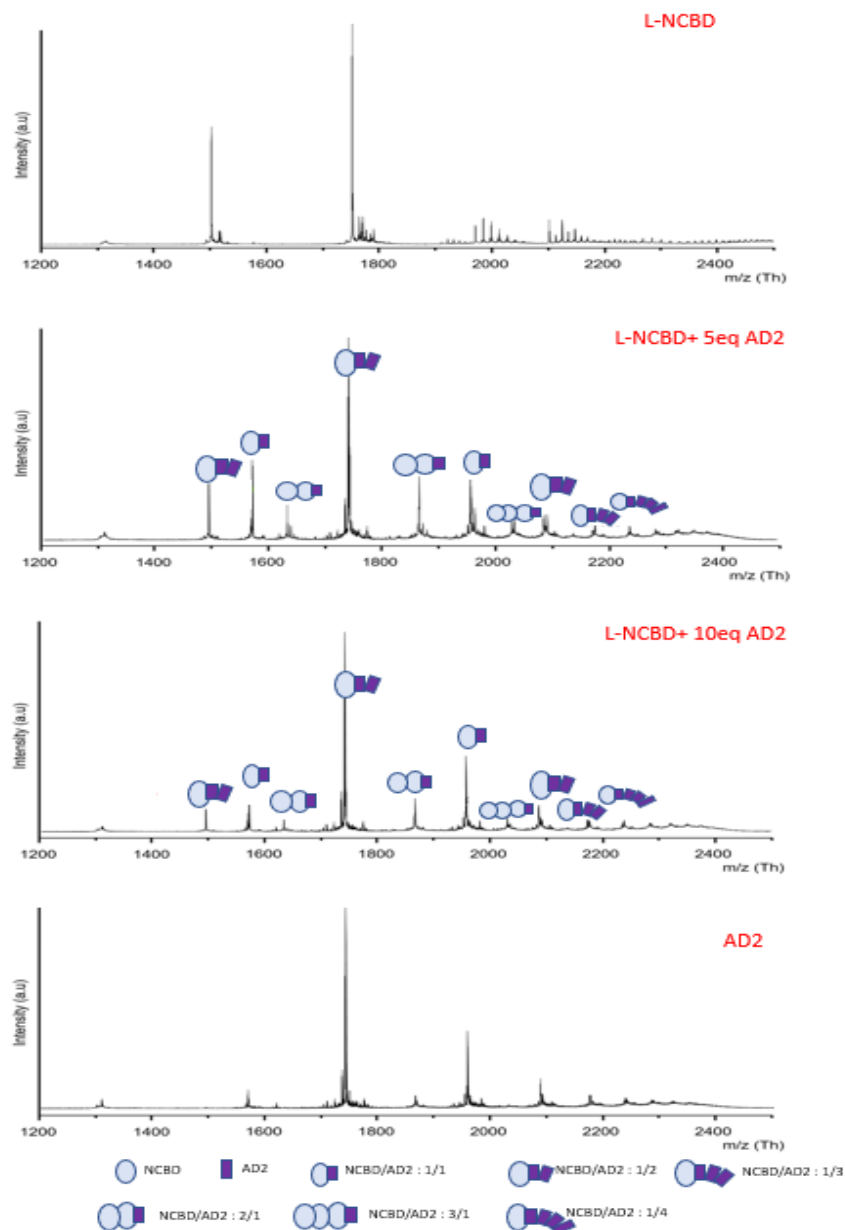 L-NCBD
Intensity (a.u)
1200 1400 1600 1800 2000 2200 2400
m/z (Th)
L-NCBD+ 5eq AD2
Intensity (a.u)
1200 1400 1600 1800 2000 2200 2400
m/z (Th)
L-NCBD+ 10eq AD2
Intensity (a.u)
1200 1400 1600 1800 2000 2200 2400
m/z (Th)
AD2
Intensity (a.u)
1200 1400 1600 1800 2000 2200 2400
m/z (Th)
NCBD AD2 NCBD/AD2 : 1/1 NCBD/AD2 : 1/2 NCBD/AD2 : 1/3
NCBD/AD2 : 2/1 NCBD/AD2 : 3/1 NCBD/AD2 : 1/4